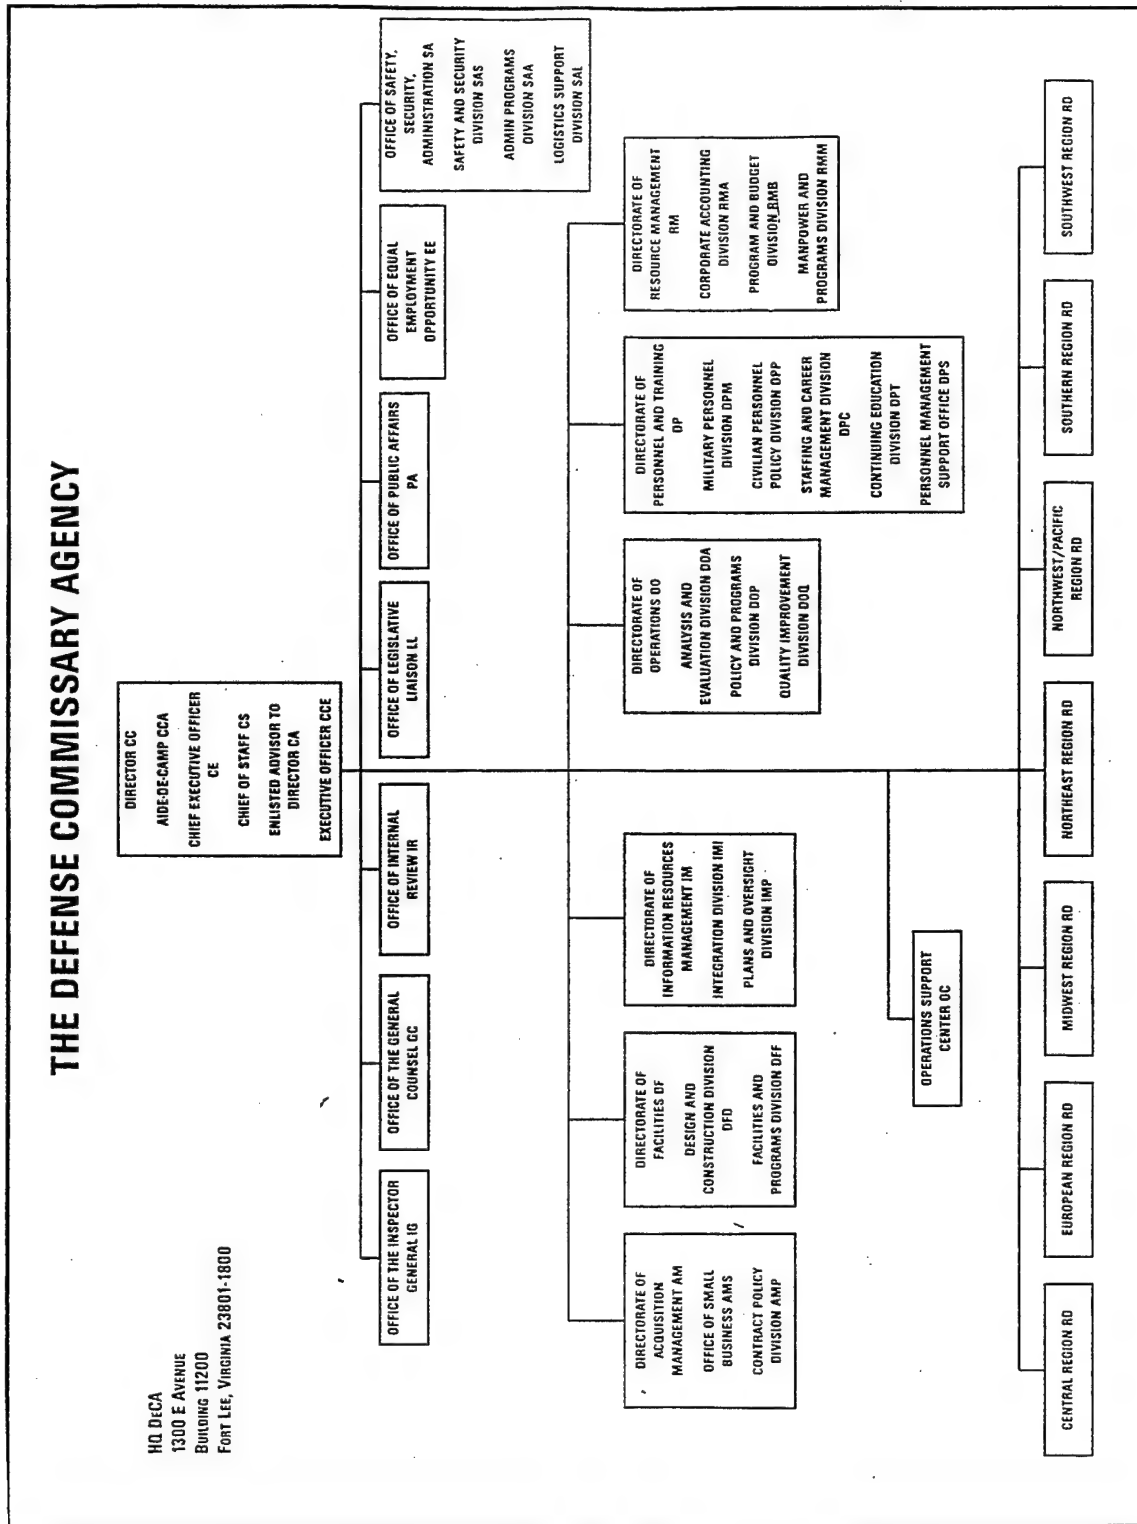 THE DEFENSE COMMISSARY AGENCY
HQ DeCA
1300 E AVENUE
BUILDING 11200
FORT LEE, VIRGINIA 23801-1800
DIRECTOR CC
AIDE-DE-CAMP CCA
CHIEF EXECUTIVE OFFICER
CE
CHIEF OF STAFF CS
ENLISTED ADVISOR TO
DIRECTOR CA
EXECUTIVE OFFICER CCE
OFFICE OF THE INSPECTOR
GENERAL IG
OFFICE OF THE GENERAL
COUNSEL GC
OFFICE OF INTERNAL
REVIEW IR
OFFICE OF LEGISLATIVE
LIAISON LL
OFFICE OF PUBLIC AFFAIRS
PA
OFFICE OF EQUAL
EMPLOYMENT
OPPORTUNITY EE
OFFICE OF SAFETY,
SECURITY,
ADMINISTRATION SA
SAFETY AND SECURITY
DIVISION SAS
ADMIN PROGRAMS
DIVISION SAA
LOGISTICS SUPPORT
DIVISION SAL
DIRECTORATE OF
ACQUISITION
MANAGEMENT AM
OFFICE OF SMALL
BUSINESS AMS
CONTRACT POLICY
DIVISION AMP
DIRECTORATE OF
FACILITIES DF
DESIGN AND
CONSTRUCTION DIVISION
DFD
FACILITIES AND
PROGRAMS DIVISION DFF
DIRECTORATE OF
INFORMATION RESOURCES
MANAGEMENT IM
INTEGRATION DIVISION IMI
PLANS AND OVERSIGHT
DIVISION IMP
DIRECTORATE OF
OPERATIONS DO
ANALYSIS AND
EVALUATION DIVISION DOA
POLICY AND PROGRAMS
DIVISION DOP
QUALITY IMPROVEMENT
DIVISION DOQ
DIRECTORATE OF
PERSONNEL AND TRAINING
DP
MILITARY PERSONNEL
DIVISION DPM
CIVILIAN PERSONNEL
POLICY DIVISION DPP
STAFFING AND CAREER
MANAGEMENT DIVISION
DPC
CONTINUING EDUCATION
DIVISION DPT
PERSONNEL MANAGEMENT
SUPPORT OFFICE DPS
DIRECTORATE OF
RESOURCE MANAGEMENT
RM
CORPORATE ACCOUNTING
DIVISION RMA
PROGRAM AND BUDGET
DIVISION RMB
MANPOWER AND
PROGRAMS DIVISION RMM
OPERATIONS SUPPORT
CENTER OC
CENTRAL REGION RD
EUROPEAN REGION RD
MIDWEST REGION RD
NORTHEAST REGION RD
NORTHWEST/PACIFIC
REGION RD
SOUTHERN REGION RD
SOUTHWEST REGION RD